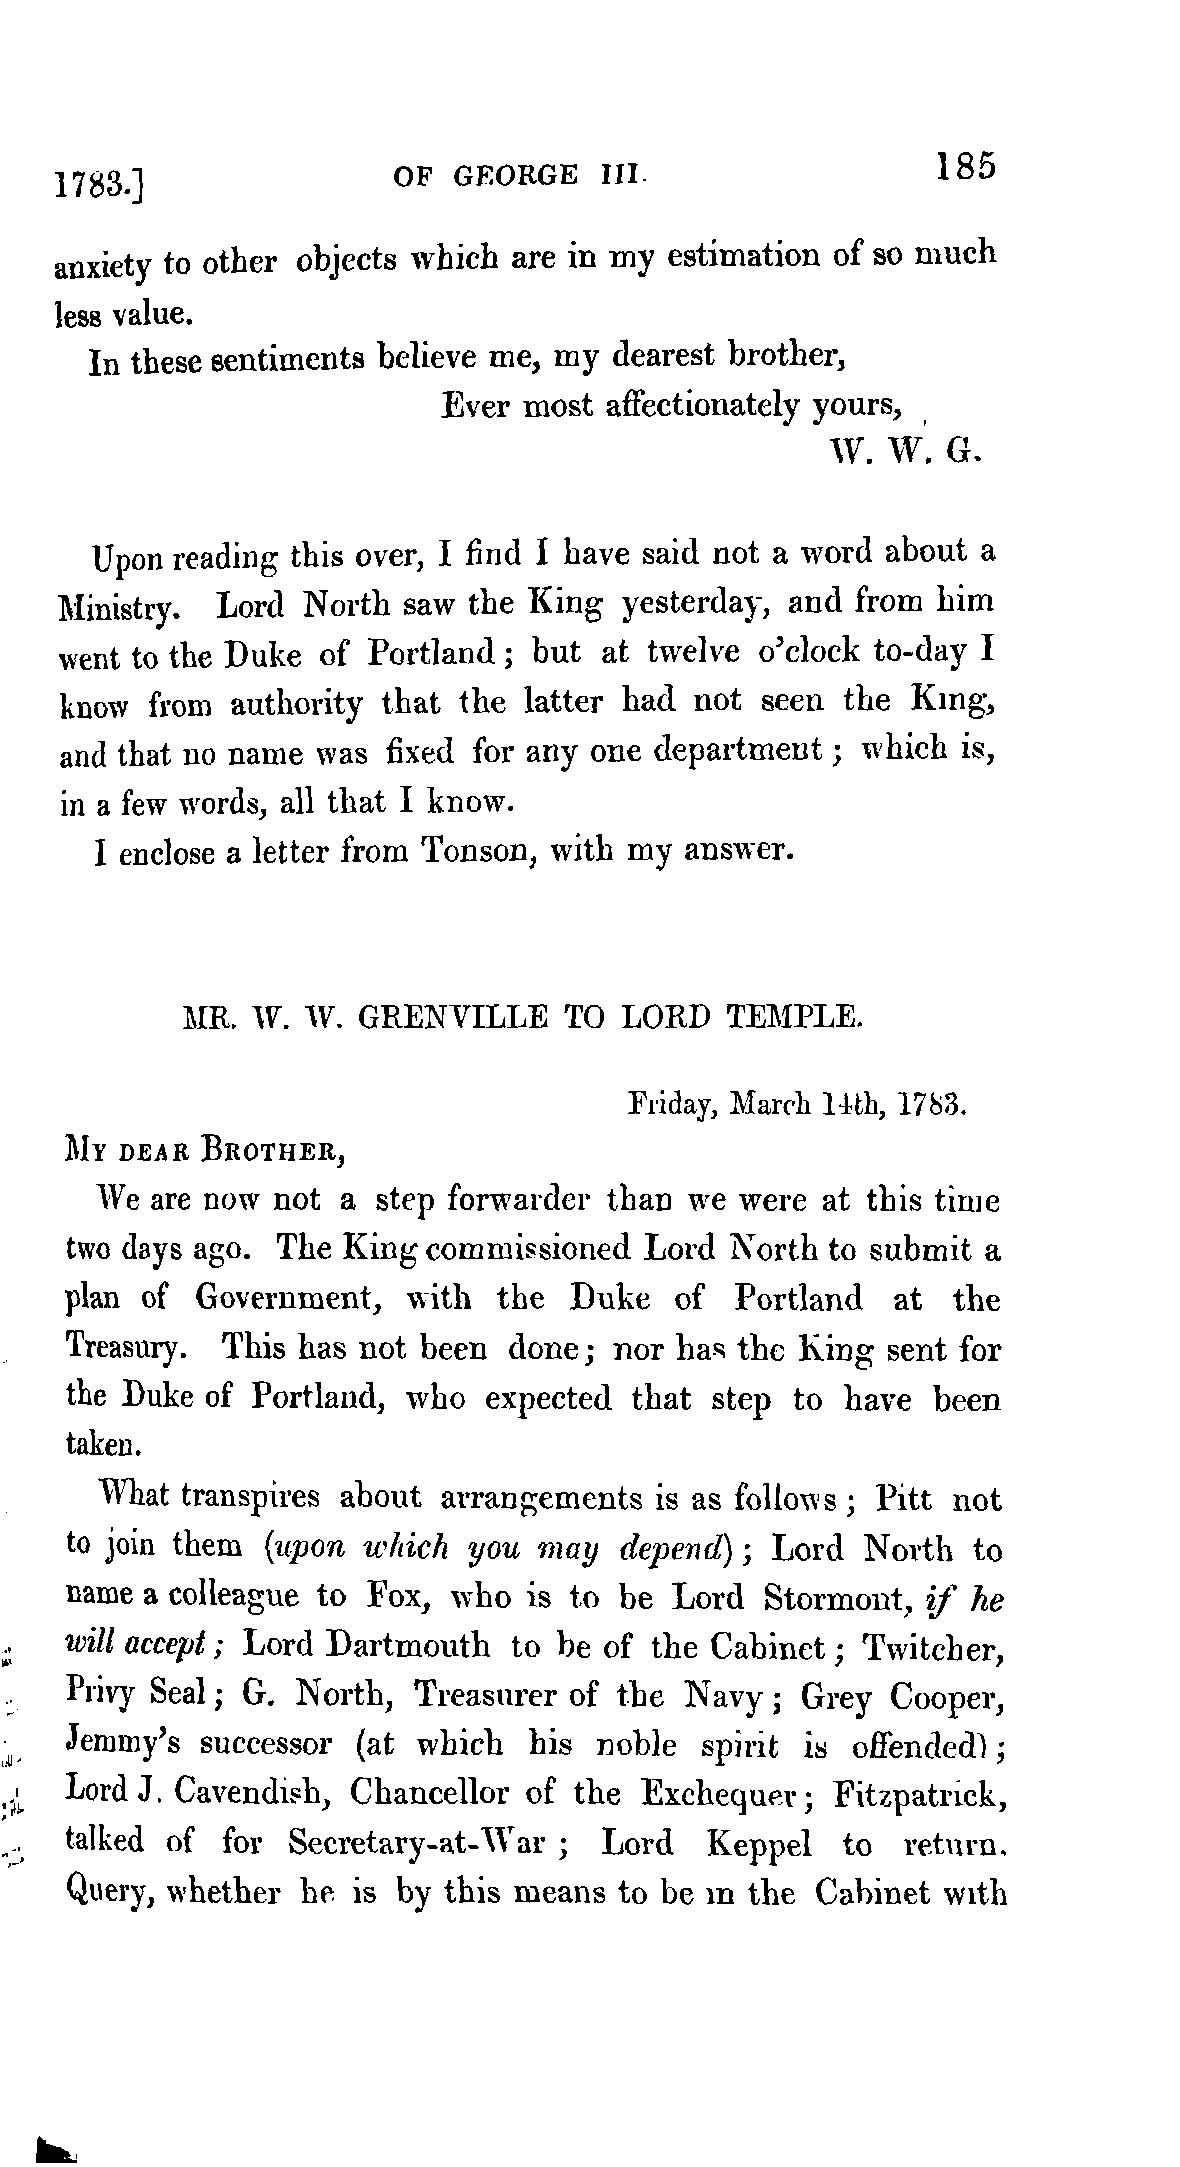 1783.] OF GEORGE III. 185
anxiety to other objects which are in my estimation of so much
less value.
In these sentiments believe me, my dearest brother,
Ever most affectionately yours,
W. W. G.
Upon reading this over, I find I have said not a word about a
Ministry. Lord North saw the King yesterday, and from him
went to the Duke of Portland; but at twelve o'clock to-day I
know from authority that the latter had not seen the King,
and that no name was fixed for any one department; which is,
in a few words, all that I know.
I enclose a letter from Tonson, with my answer.
MR. W. W. GRENVILLE TO LORD TEMPLE.
Friday, March 14th, 1783.
MY DEAR BROTHER,
We are now not a step forwarder than we were at this time
two days ago. The King commissioned Lord North to submit a
plan of Government, with the Duke of Portland at the
Treasury. This has not been done; nor has the King sent for
the Duke of Portland, who expected that step to have been
taken.
What transpires about arrangements is as follows; Pitt not
to join them (upon which you may depend); Lord North to
name a colleague to Fox, who is to be Lord Stormont, if he
will accept; Lord Dartmouth to be of the Cabinet; Twitcher,
Privy Seal; G. North, Treasurer of the Navy; Grey Cooper,
Jemmy's successor (at which his noble spirit is offended);
Lord J. Cavendish, Chancellor of the Exchequer; Fitzpatrick,
talked of for Secretary-at-War; Lord Keppel to return.
Query, whether he is by this means to be in the Cabinet with